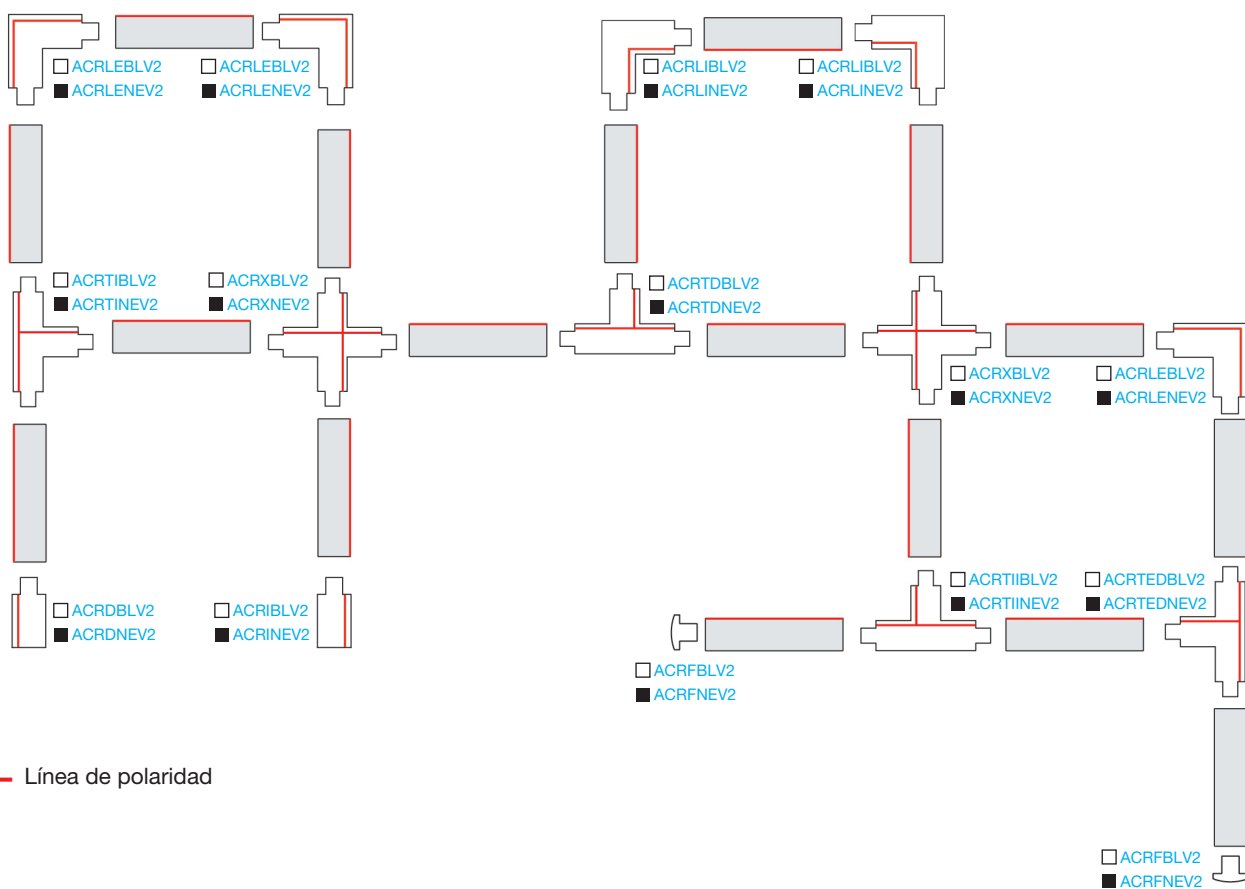 ACRLEBLV2
ACRLENEV2
ACRLEBLV2
ACRLENEV2
ACRLIBLV2
ACRLINEV2
ACRLIBLV2
ACRLINEV2
ACRTIBLV2
ACRTINEV2
ACRXBLV2
ACRXNEV2
ACRTDBLV2
ACRTDNEV2
ACRXBLV2
ACRXNEV2
ACRLEBLV2
ACRLENEV2
ACRDBLV2
ACRDNEV2
ACRIBLV2
ACRINEV2
ACRTIIBLV2
ACRTIINEV2
ACRTEDBLV2
ACRTEDNEV2
ACRFBLV2
ACRFNEV2
Línea de polaridad
ACRFBLV2
ACRFNEV2